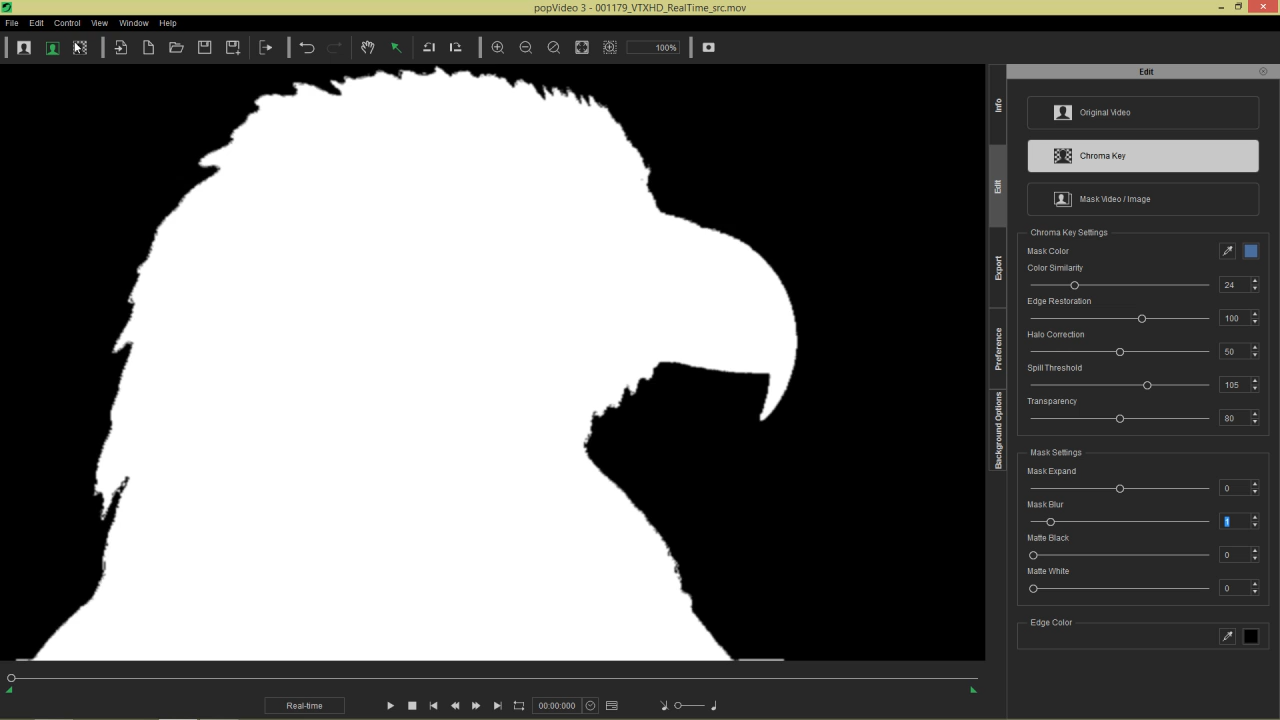 popVideo 3 - 001179_VTXHD_RealTime_src.mov
File Edit Control View Window Help
100%
Info
Edit
Export
Preference
Background Options
Edit
Original Video
Chroma Key
Mask Video / Image
Chroma Key Settings
Mask Color
Color Similarity
24
Edge Restoration
100
Halo Correction
50
Spill Threshold
105
Transparency
80
Mask Settings
Mask Expand
0
Mask Blur
1
Matte Black
0
Matte White
0
Edge Color
Real-time
00:00:000